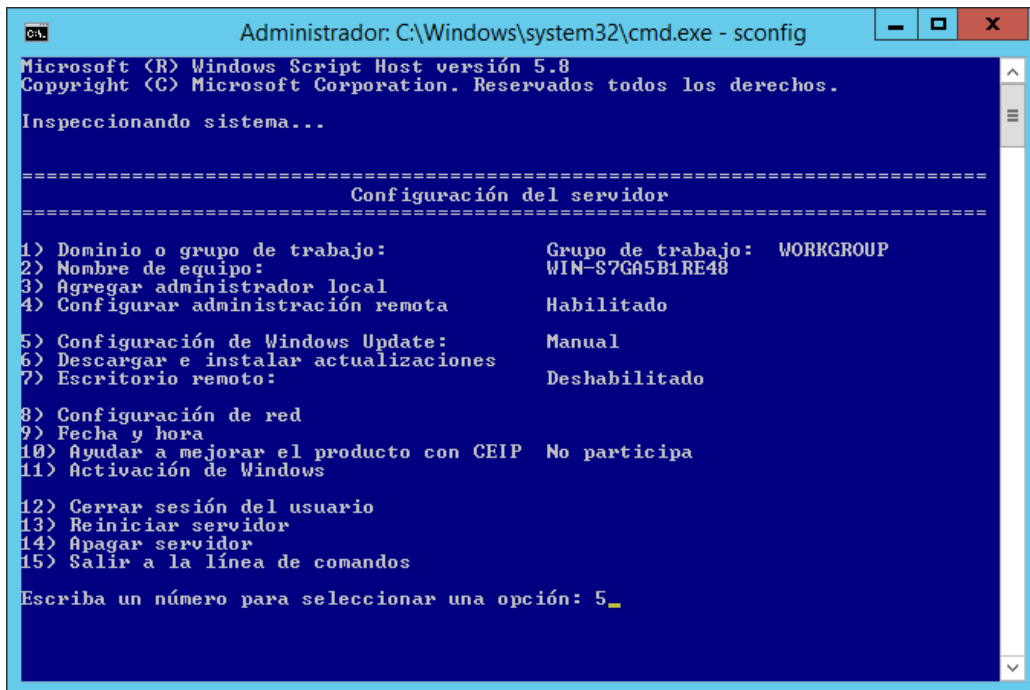 Administrador: C:\Windows\system32\cmd.exe - sconfig
Microsoft (R) Windows Script Host versión 5.8
Copyright (C) Microsoft Corporation. Reservados todos los derechos.
Inspeccionando sistema...
===============================================================================
Configuración del servidor
===============================================================================
1) Dominio o grupo de trabajo: Grupo de trabajo: WORKGROUP
2) Nombre de equipo: WIN-S7GA5B1RE48
3) Agregar administrador local
4) Configurar administración remota Habilitado
5) Configuración de Windows Update: Manual
6) Descargar e instalar actualizaciones
7) Escritorio remoto: Deshabilitado
8) Configuración de red
9) Fecha y hora
10) Ayudar a mejorar el producto con CEIP No participa
11) Activación de Windows
12) Cerrar sesión del usuario
13) Reiniciar servidor
14) Apagar servidor
15) Salir a la línea de comandos
Escriba un número para seleccionar una opción: 5_